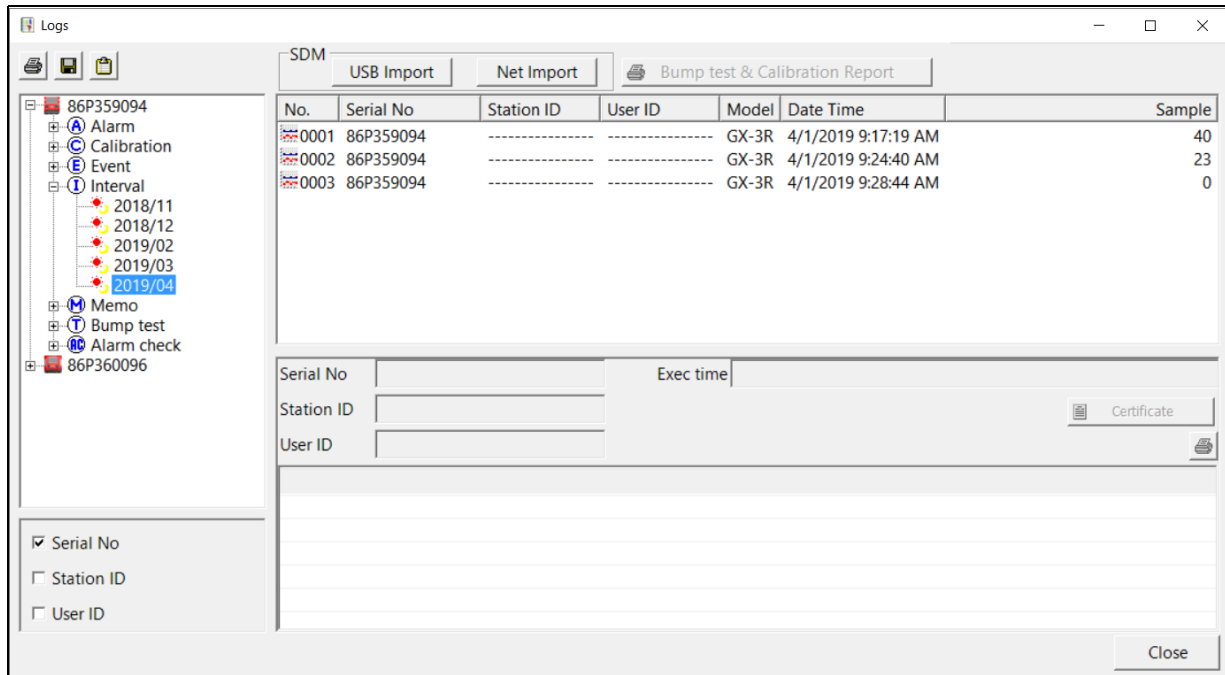 Logs
SDM
USB Import Net Import Bump test & Calibration Report
86P359094
A Alarm
C Calibration
E Event
I Interval
2018/11
2018/12
2019/02
2019/03
2019/04
M Memo
T Bump test
AC Alarm check
86P360096
Serial No
Station ID
User ID
No. Serial No Station ID User ID Model Date Time Sample
0001 86P359094 ---------------- ---------------- GX-3R 4/1/2019 9:17:19 AM 40
0002 86P359094 ---------------- ---------------- GX-3R 4/1/2019 9:24:40 AM 23
0003 86P359094 ---------------- ---------------- GX-3R 4/1/2019 9:28:44 AM 0
Serial No Exec time
Station ID Certificate
User ID
Close